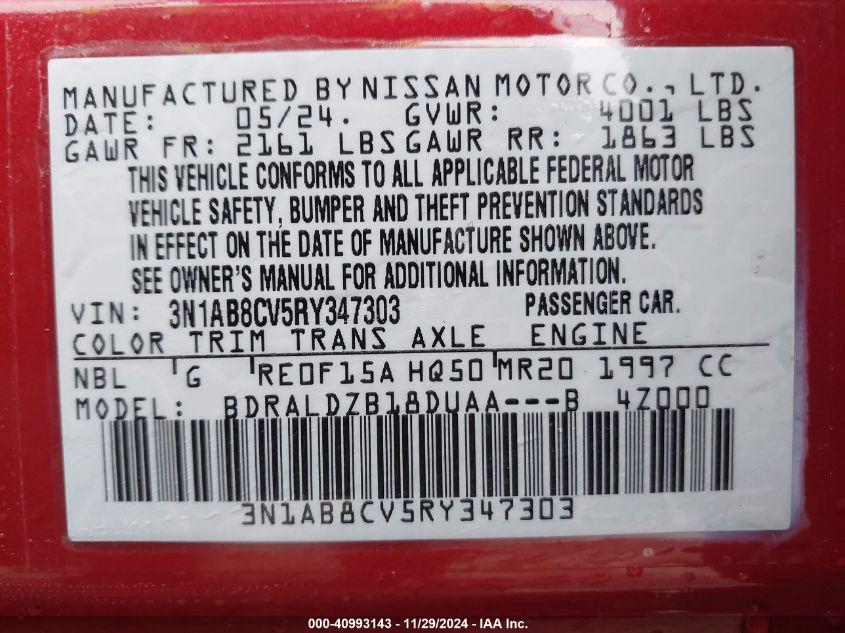 MANUFACTURED BY NISSAN MOTOR CO., LTD.
DATE: 05/24. GVWR: 4001 LBS
GAWR FR: 2161 LBS GAWR RR: 1863 LBS
THIS VEHICLE CONFORMS TO ALL APPLICABLE FEDERAL MOTOR
VEHICLE SAFETY, BUMPER AND THEFT PREVENTION STANDARDS
IN EFFECT ON THE DATE OF MANUFACTURE SHOWN ABOVE.
SEE OWNER'S MANUAL FOR ADDITIONAL INFORMATION.
VIN: 3N1AB8CV5RY347303 PASSENGER CAR.
COLOR TRIM TRANS AXLE ENGINE
NBL G RE0F15A HQ50 MR20 1997 CC
MODEL: BDRALDZB18DUAA---B 4Z000
3N1AB8CV5RY347303
000-40993143 - 11/29/2024 - IAA Inc.